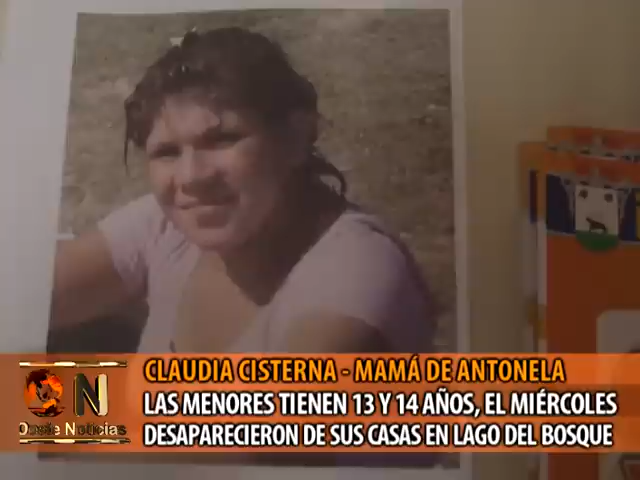 CLAUDIA CISTERNA - MAMÁ DE ANTONELA
LAS MENORES TIENEN 13 Y 14 AÑOS, EL MIÉRCOLES
DESAPARECIERON DE SUS CASAS EN LAGO DEL BOSQUE
N
Noticias